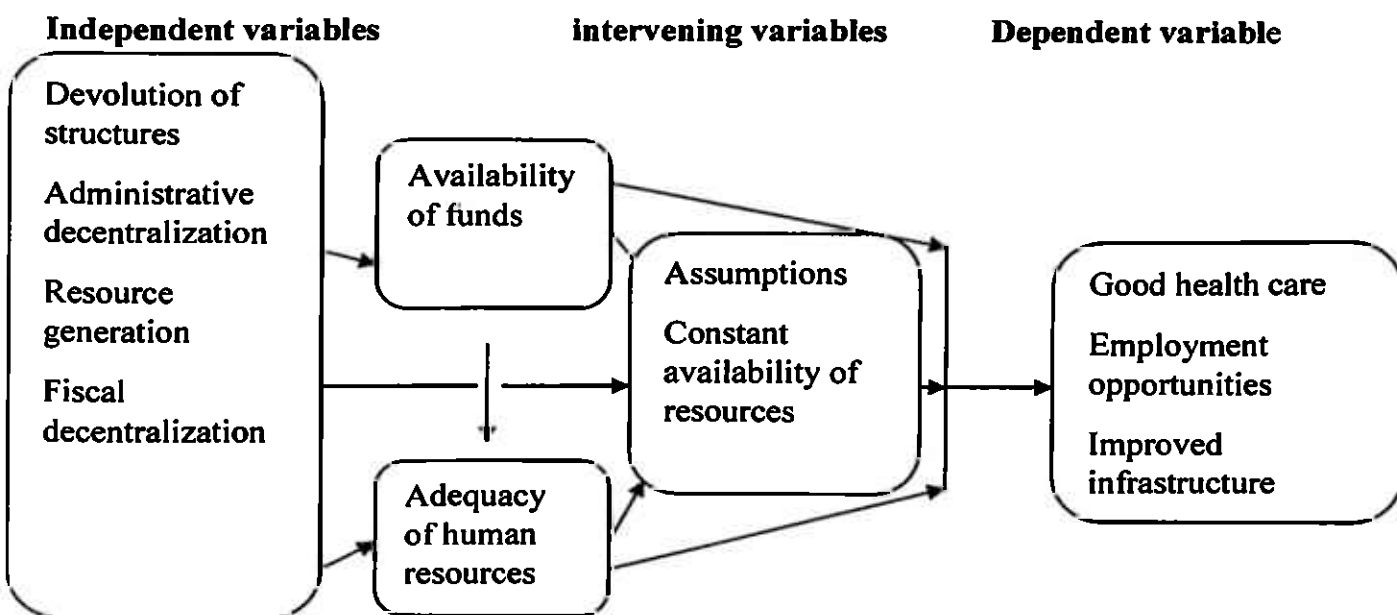 Independent variables
intervening variables
Dependent variable
Devolution of
structures
Administrative
decentralization
Resource
generation
Fiscal
decentralization
Availability
of funds
Adequacy
of human
resources
Assumptions
Constant
availability of
resources
Good health care
Employment
opportunities
Improved
infrastructure